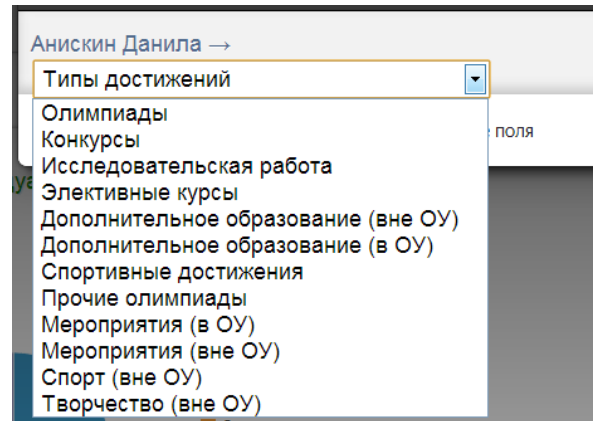 Анискин Данила →
Типы достижений
Олимпиады
Конкурсы
поля
Исследовательская работа
Элективные курсы
Дополнительное образование (вне ОУ)
Дополнительное образование (в ОУ)
Спортивные достижения
Прочие олимпиады
Мероприятия (в ОУ)
Мероприятия (вне ОУ)
Спорт (вне ОУ)
Творчество (вне ОУ)